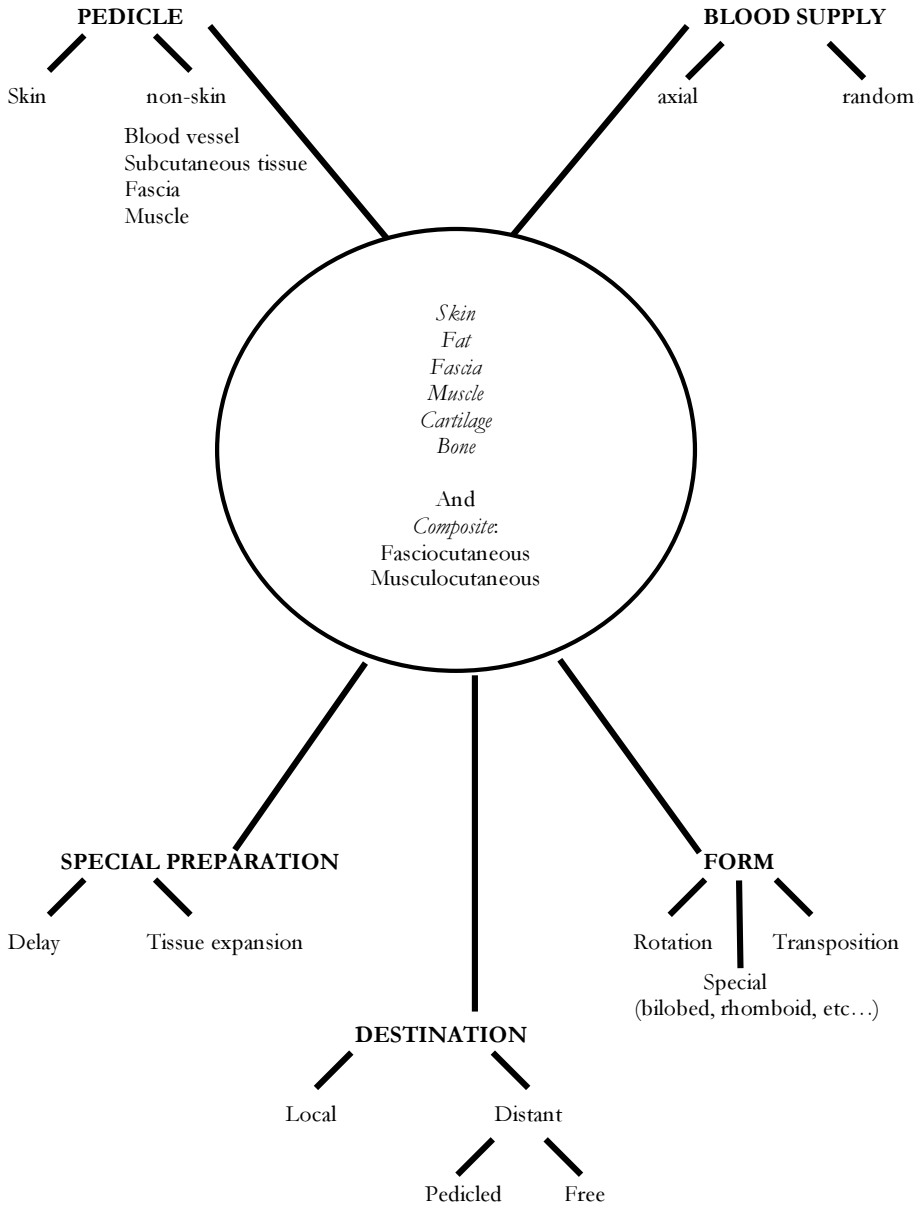 PEDICLE
BLOOD SUPPLY
Skin
non-skin
axial
random
Blood vessel
Subcutaneous tissue
Fascia
Muscle
Skin
Fat
Fascia
Muscle
Cartilage
Bone
And
Composite:
Fasciocutaneous
Musculocutaneous
SPECIAL PREPARATION
FORM
Delay
Tissue expansion
Rotation
Transposition
Special
(bilobed, rhomboid, etc…)
DESTINATION
Local
Distant
Pedicled
Free